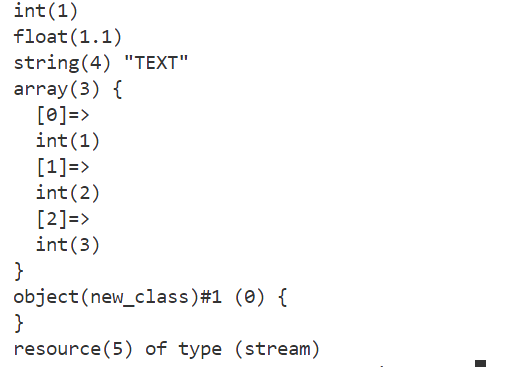 int(1)
float(1.1)
string(4) "TEXT"
array(3) {
  [0]=>
  int(1)
  [1]=>
  int(2)
  [2]=>
  int(3)
}
object(new_class)#1 (0) {
}
resource(5) of type (stream)